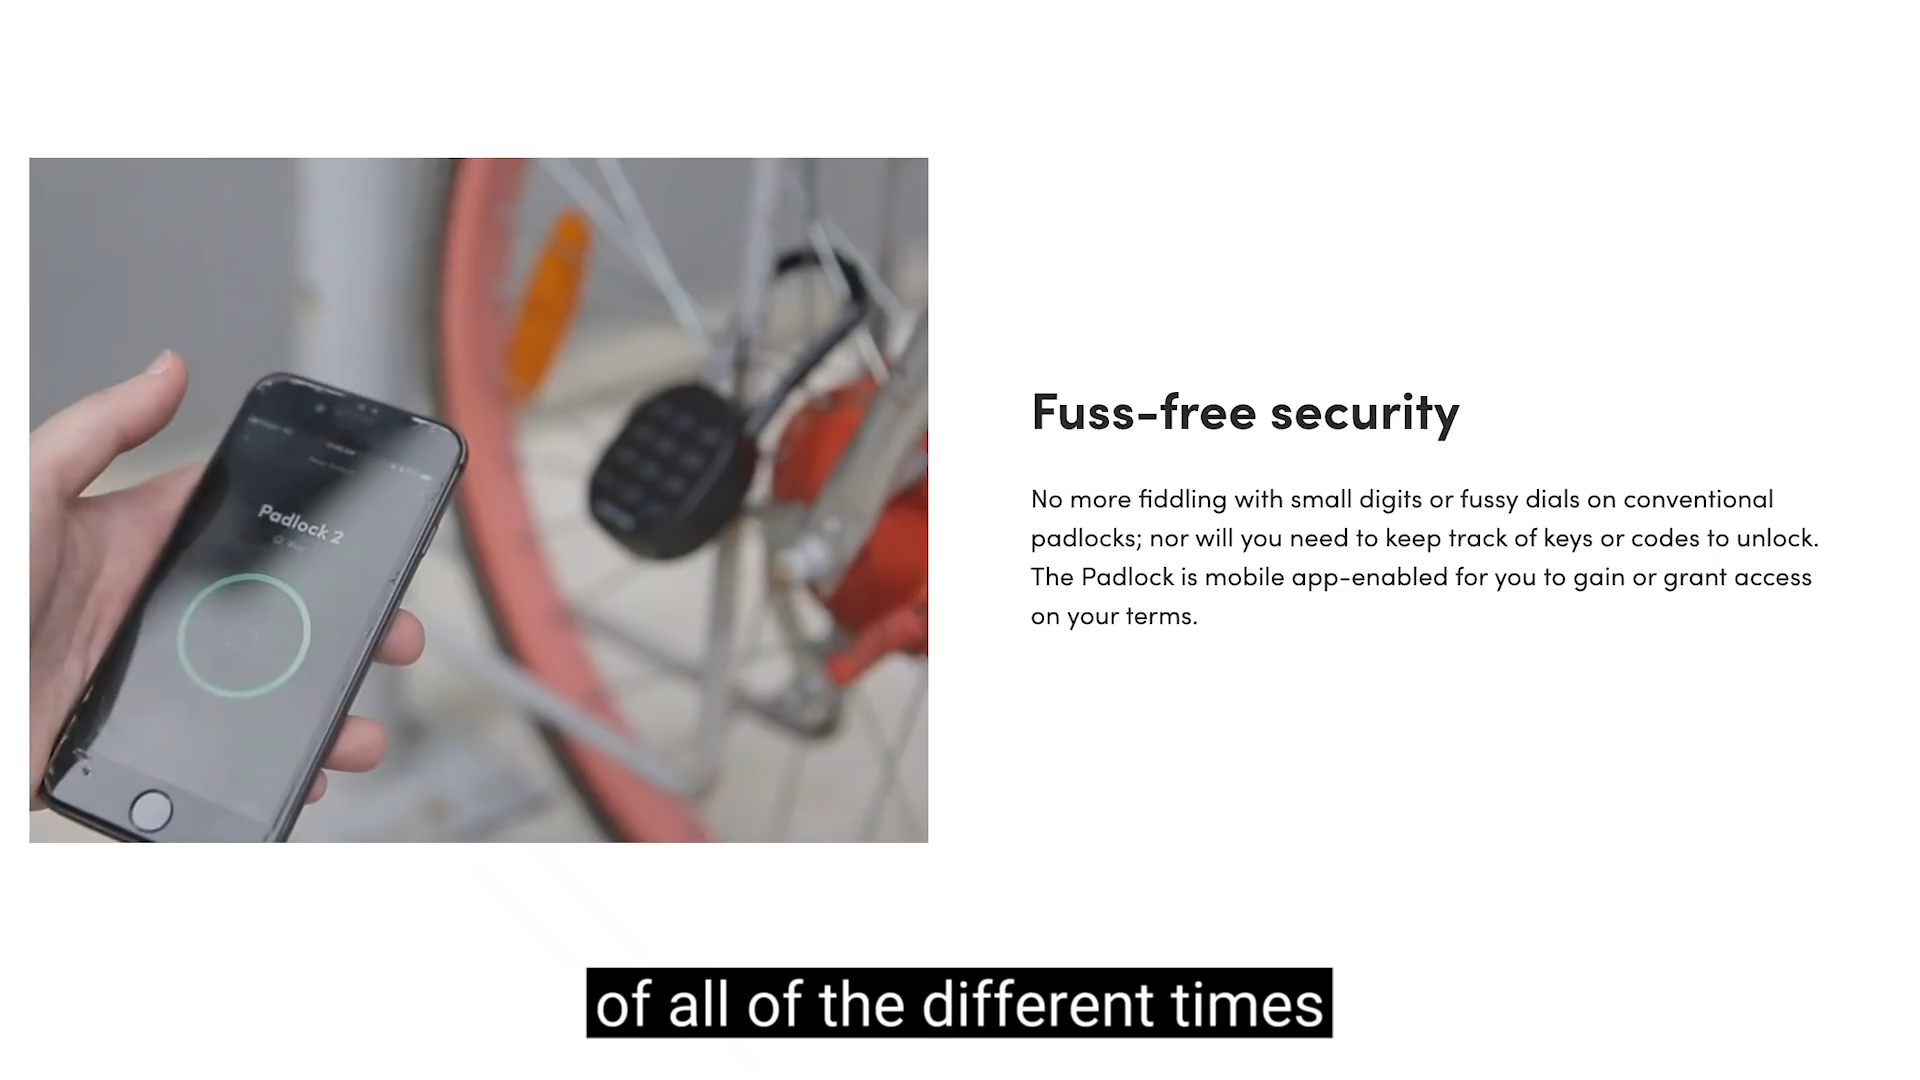 Padlock 2
Fuss-free security
No more fiddling with small digits or fussy dials on conventional
padlocks; nor will you need to keep track of keys or codes to unlock.
The Padlock is mobile app-enabled for you to gain or grant access
on your terms.
of all of the different times